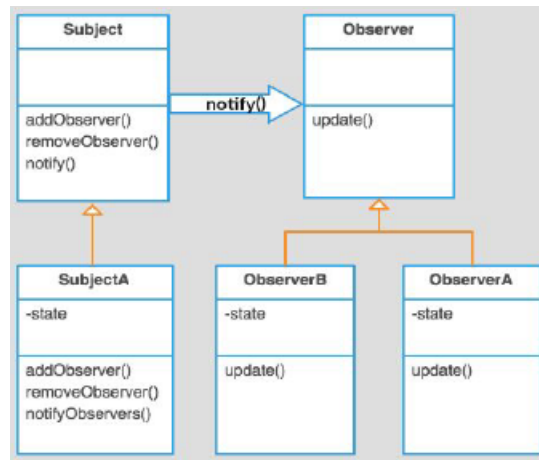 Subject
addObserver()
removeObserver()
notify()
notify()
Observer
update()
SubjectA
-state
addObserver()
removeObserver()
notifyObservers()
ObserverB
-state
update()
ObserverA
-state
update()